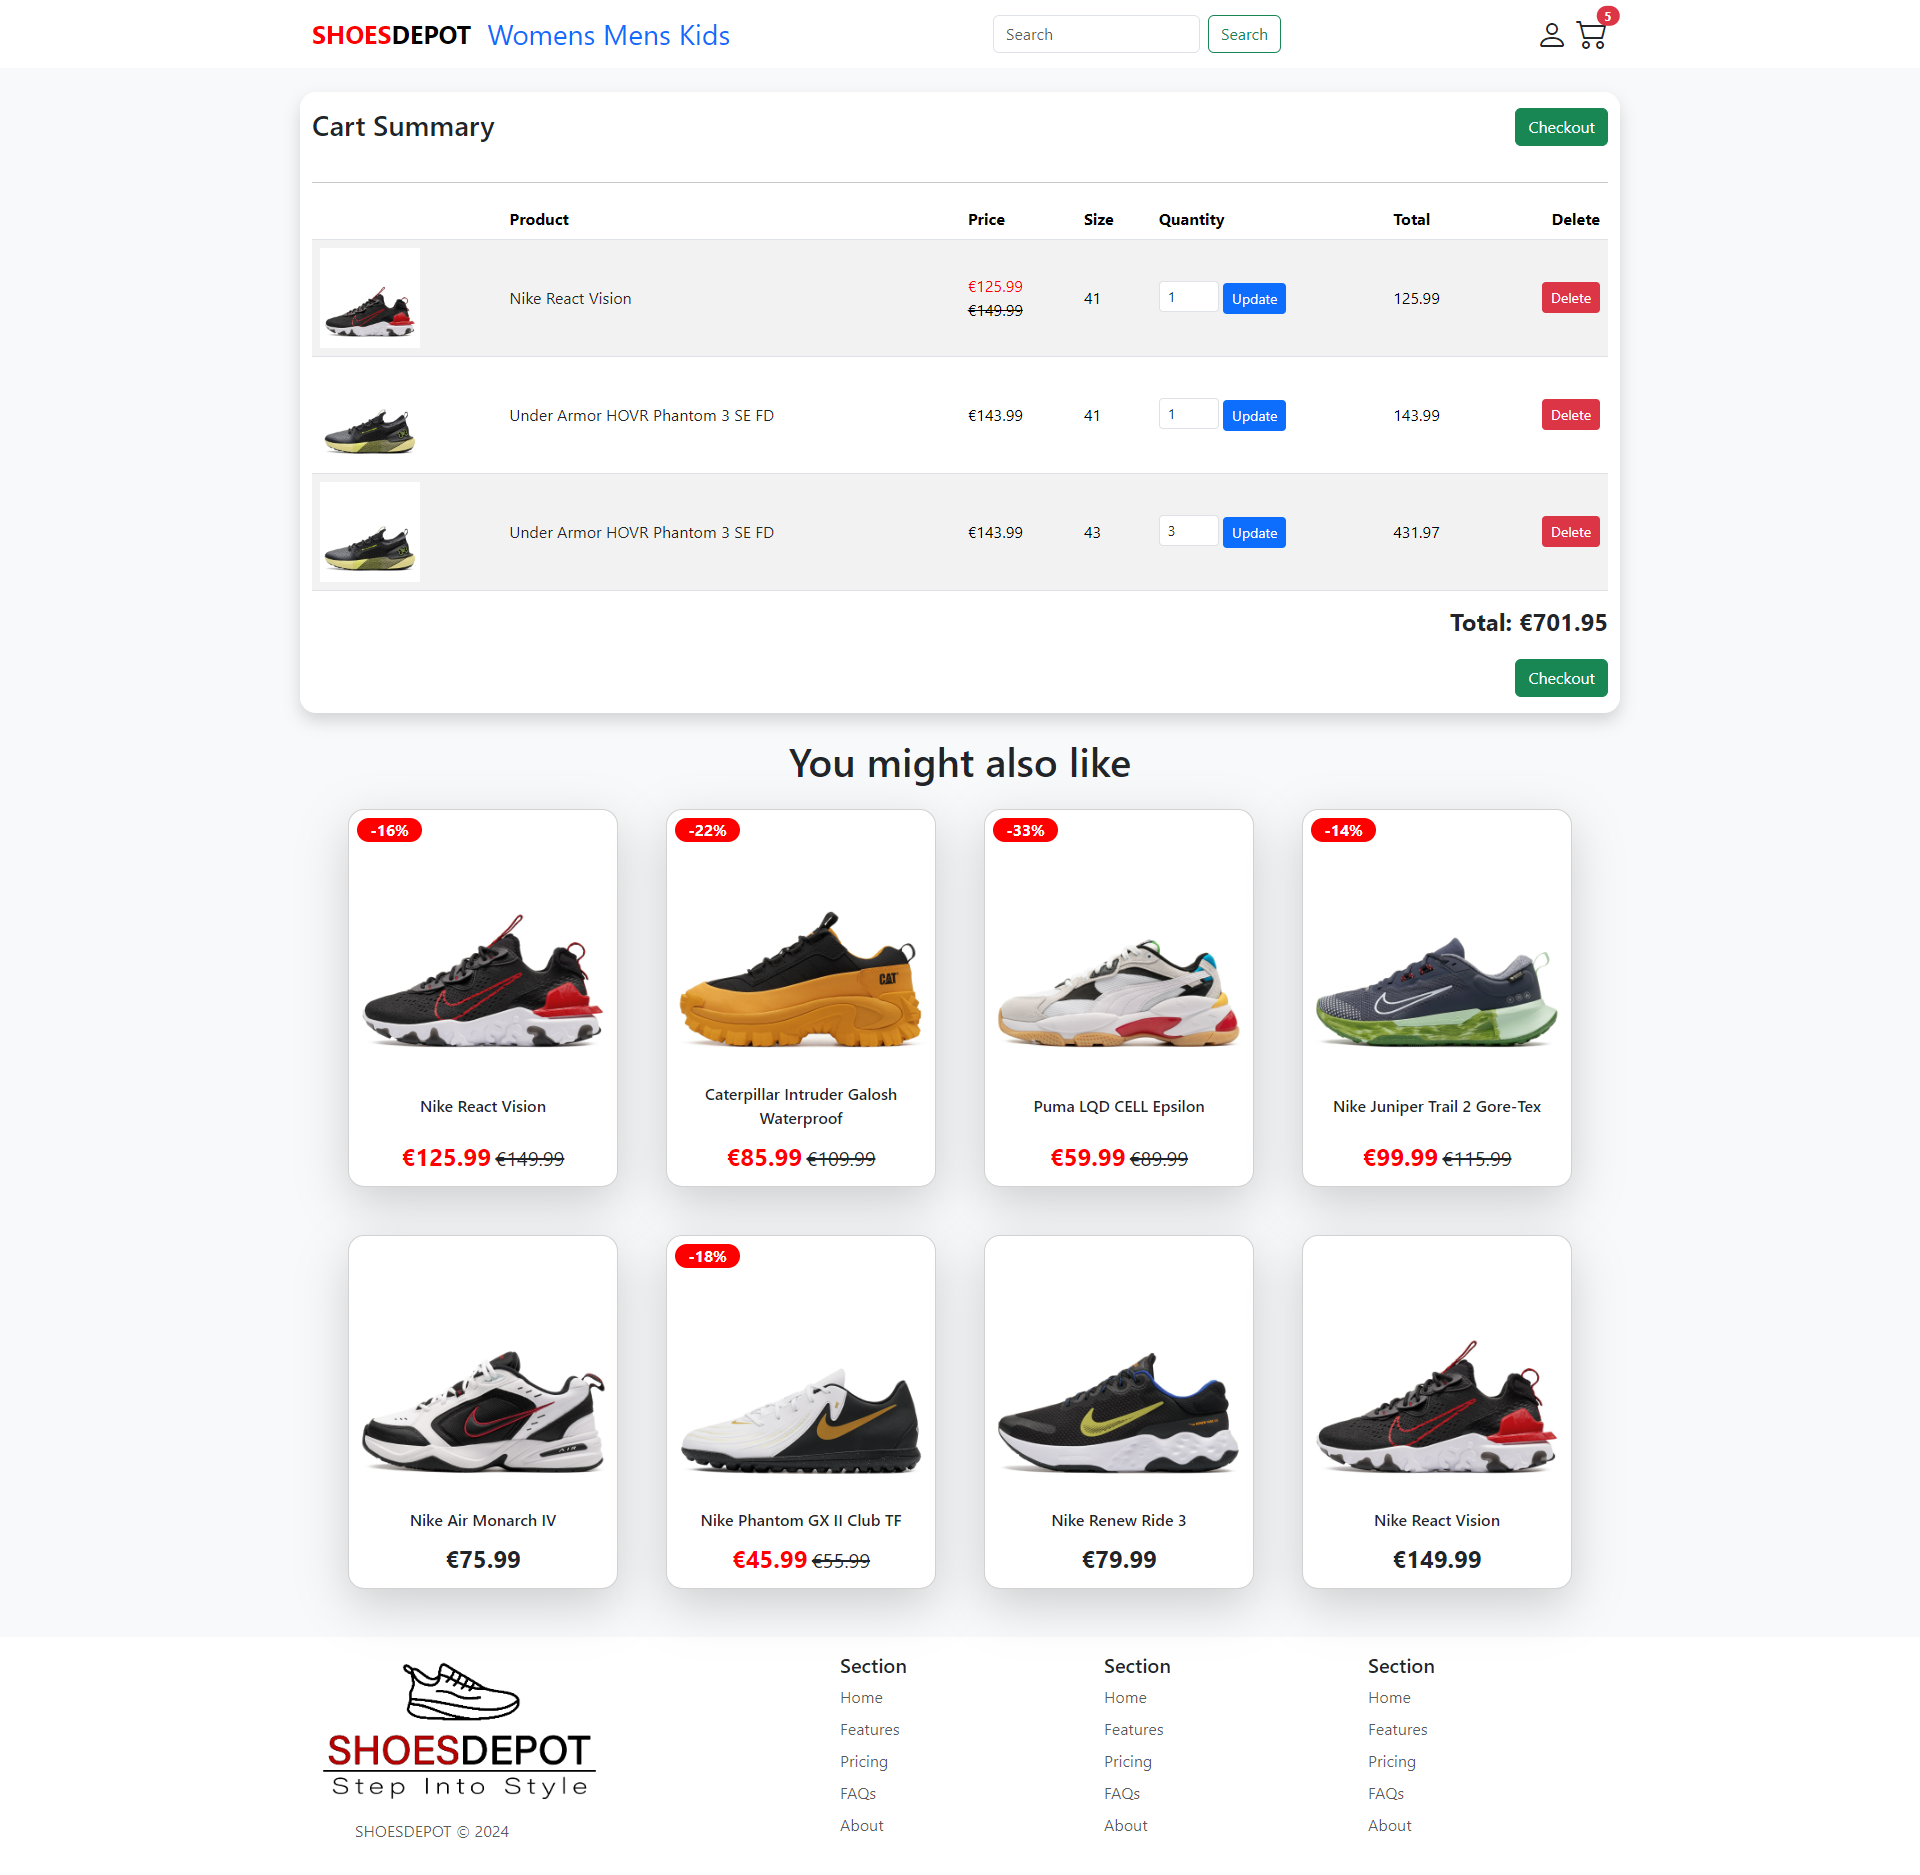 SHOESDEPOT Womens Mens Kids Search Search 5
Cart Summary Checkout
Product Price Size Quantity Total Delete
Nike React Vision €125.99 €149.99 41 1 Update 125.99 Delete
Under Armor HOVR Phantom 3 SE FD €143.99 41 1 Update 143.99 Delete
Under Armor HOVR Phantom 3 SE FD €143.99 43 3 Update 431.97 Delete
Total: €701.95
Checkout
You might also like
-16% -22% -33% -14%
CAT
Nike React Vision
Caterpillar Intruder Galosh
Waterproof
Puma LQD CELL Epsilon
Nike Juniper Trail 2 Gore-Tex
€125.99 €149.99 €85.99 €109.99 €59.99 €89.99 €99.99 €115.99
-18%
AIR
Nike Air Monarch IV Nike Phantom GX II Club TF Nike Renew Ride 3 Nike React Vision
€75.99 €45.99 €55.99 €79.99 €149.99
SHOESDEPOT
Step Into Style
SHOESDEPOT © 2024
Section
Home
Features
Pricing
FAQs
About
Section
Home
Features
Pricing
FAQs
About
Section
Home
Features
Pricing
FAQs
About